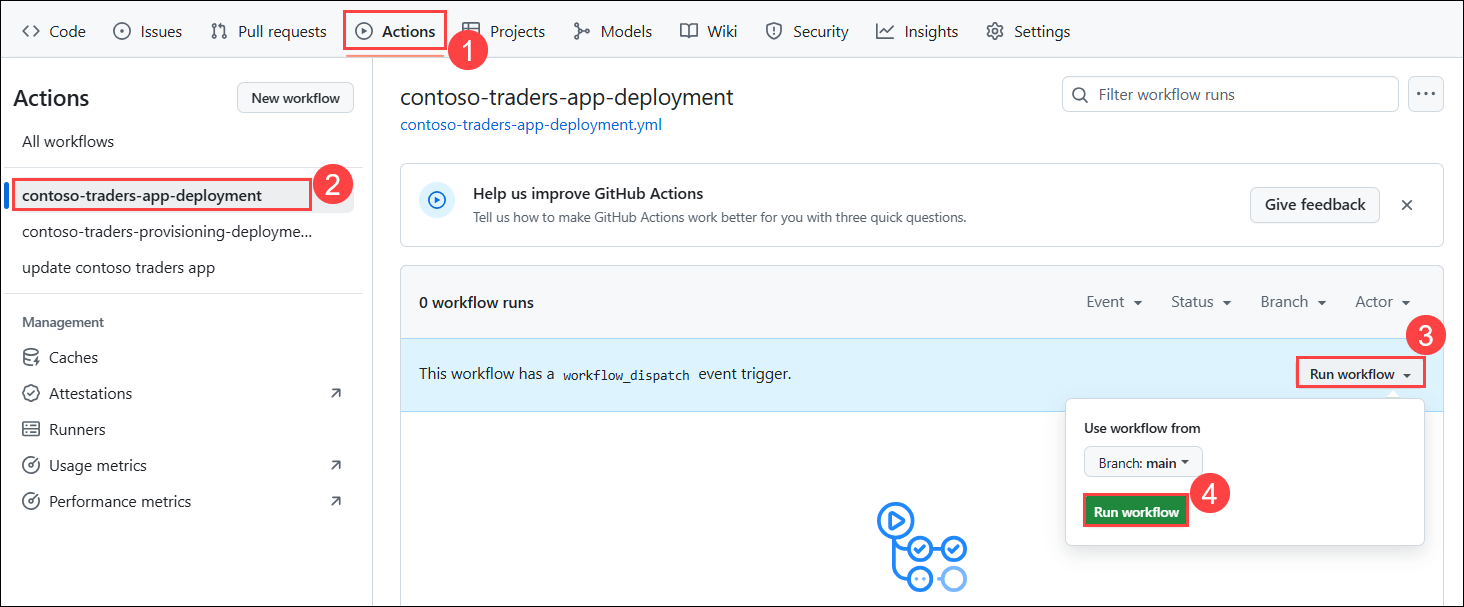 Code Issues Pull requests Actions Projects Models Wiki Security Insights Settings
1
Actions New workflow
All workflows
contoso-traders-app-deployment 2
contoso-traders-provisioning-deployme...
update contoso traders app
Management
Caches
Attestations
Runners
Usage metrics
Performance metrics
contoso-traders-app-deployment
contoso-traders-app-deployment.yml
Filter workflow runs
Help us improve GitHub Actions
Tell us how to make GitHub Actions work better for you with three quick questions.
Give feedback
0 workflow runs Event Status Branch Actor
3
This workflow has a workflow_dispatch event trigger. Run workflow
Use workflow from
Branch: main
4
Run workflow